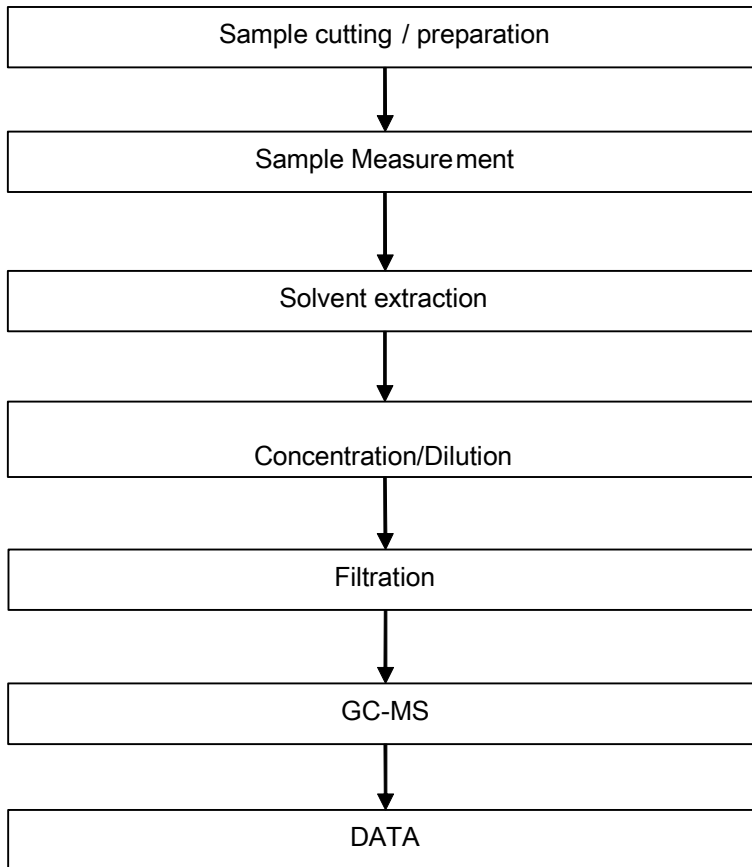 Sample cutting / preparation
Sample Measurement
Solvent extraction
Concentration/Dilution
Filtration
GC-MS
DATA